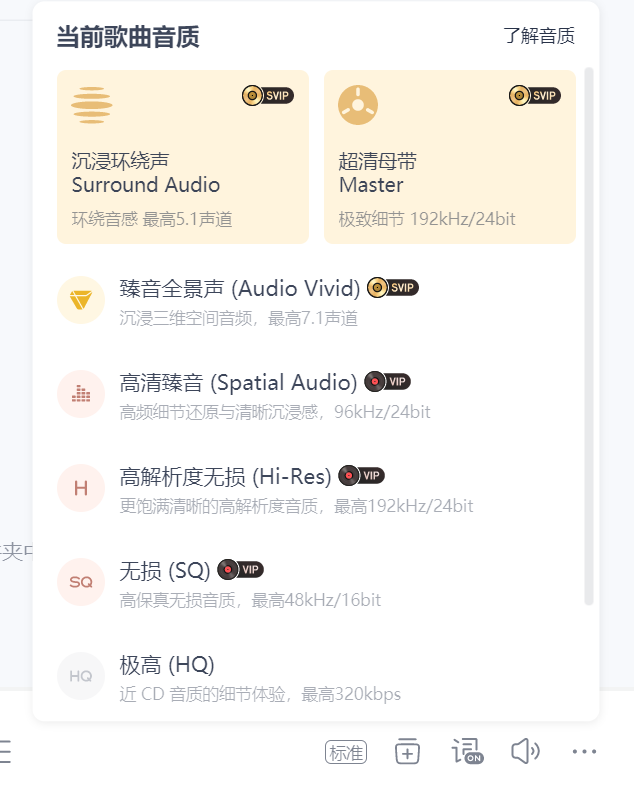 当前歌曲音质
了解音质
SVIP
沉浸环绕声
Surround Audio
环绕音感 最高5.1声道
SVIP
超清母带
Master
极致细节 192kHz/24bit
臻音全景声 (Audio Vivid) SVIP
沉浸三维空间音频，最高7.1声道
高清臻音 (Spatial Audio) VIP
高频细节还原与清晰沉浸感，96kHz/24bit
H
高解析度无损 (Hi-Res) VIP
更饱满清晰的高解析度音质，最高192kHz/24bit
SQ
无损 (SQ) VIP
高保真无损音质，最高48kHz/16bit
HQ
极高 (HQ)
近 CD 音质的细节体验，最高320kbps
夹中
标准
词 ON